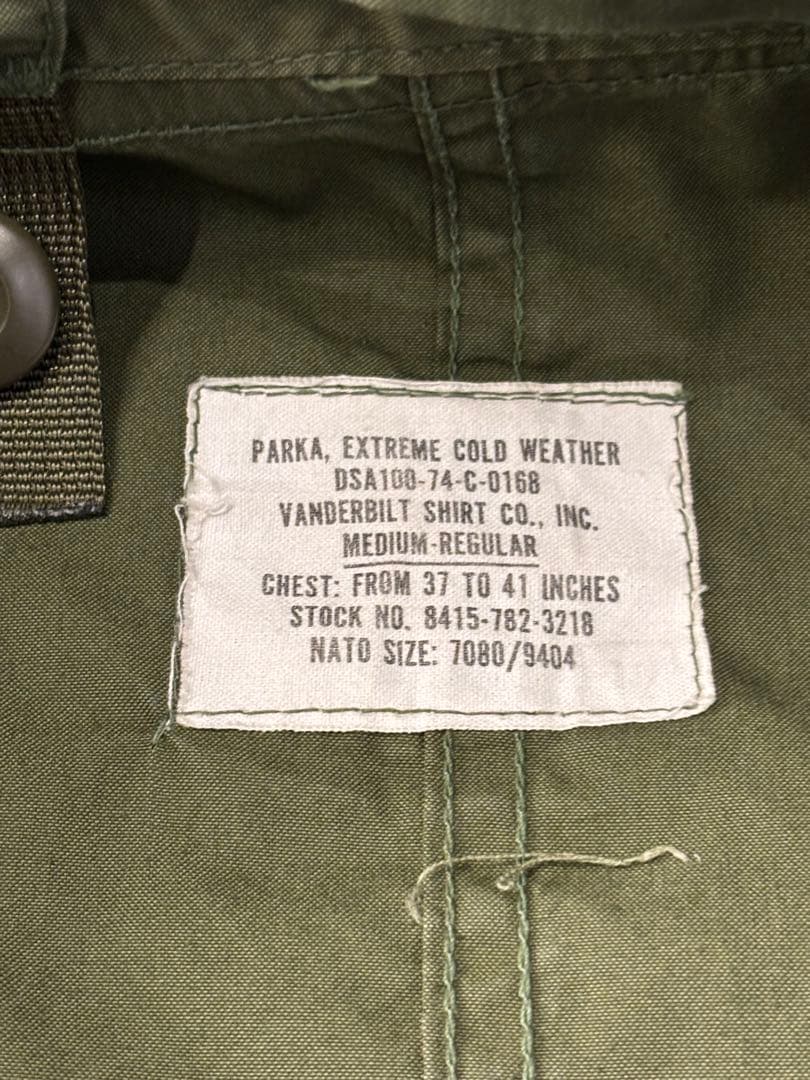 PARKA, EXTREME COLD WEATHER
DSA100-74-C-0168
VANDERBILT SHIRT CO., INC.
MEDIUM-REGULAR
CHEST: FROM 37 TO 41 INCHES
STOCK NO. 8415-782-3218
NATO SIZE: 7080/9404